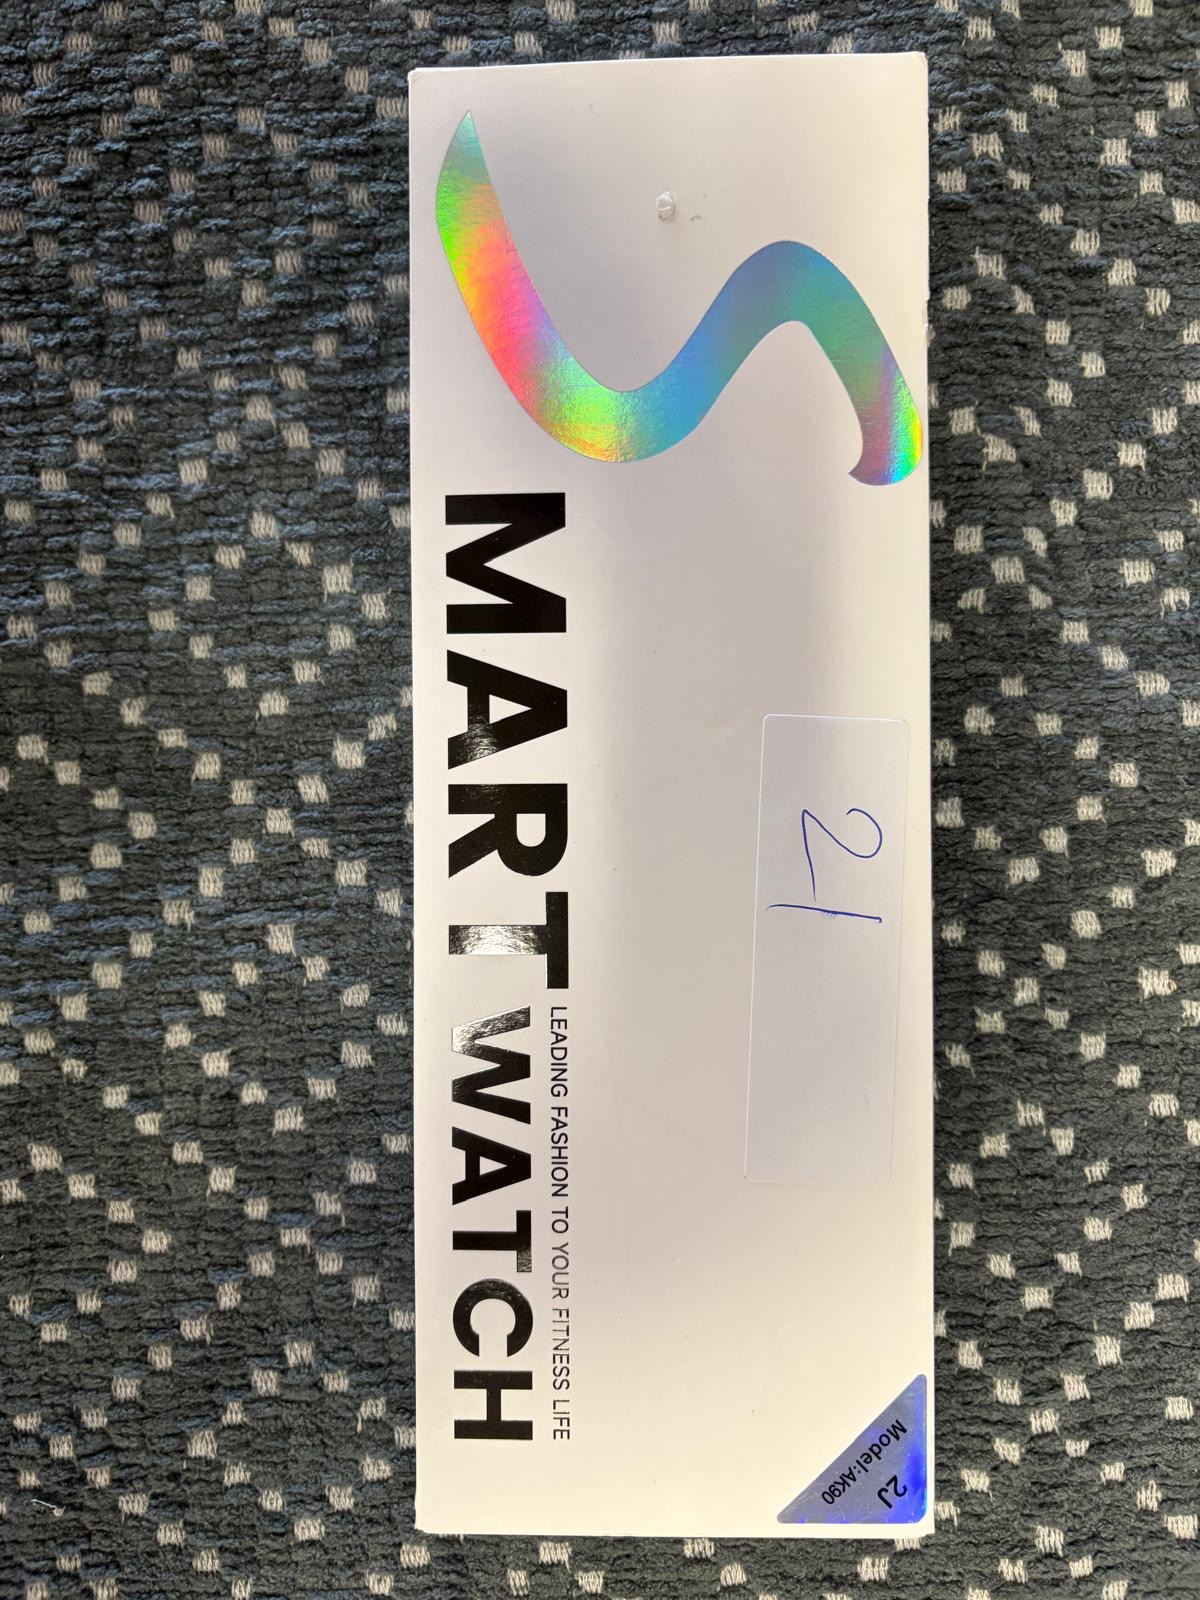 2J
Model:AK90
21
LEADING FASHION TO YOUR FITNESS LIFE
SMART WATCH